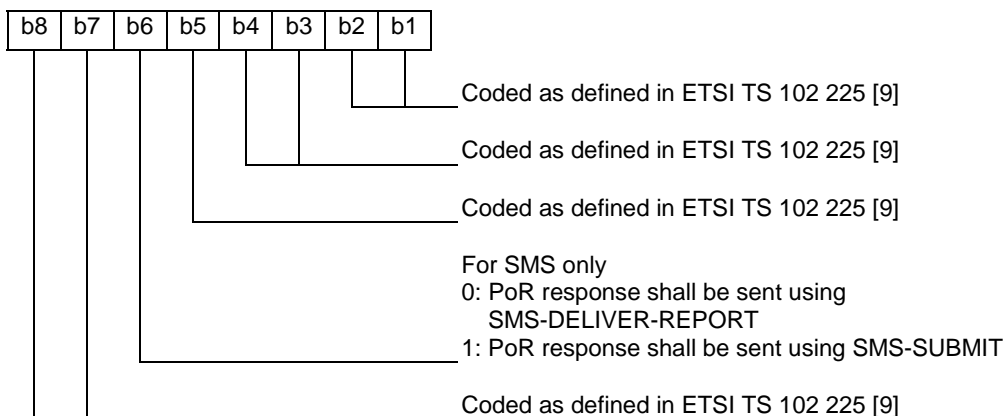 b8 b7 b6 b5 b4 b3 b2 b1
Coded as defined in ETSI TS 102 225 [9]
Coded as defined in ETSI TS 102 225 [9]
Coded as defined in ETSI TS 102 225 [9]
For SMS only
0: PoR response shall be sent using
SMS-DELIVER-REPORT
1: PoR response shall be sent using SMS-SUBMIT
Coded as defined in ETSI TS 102 225 [9]